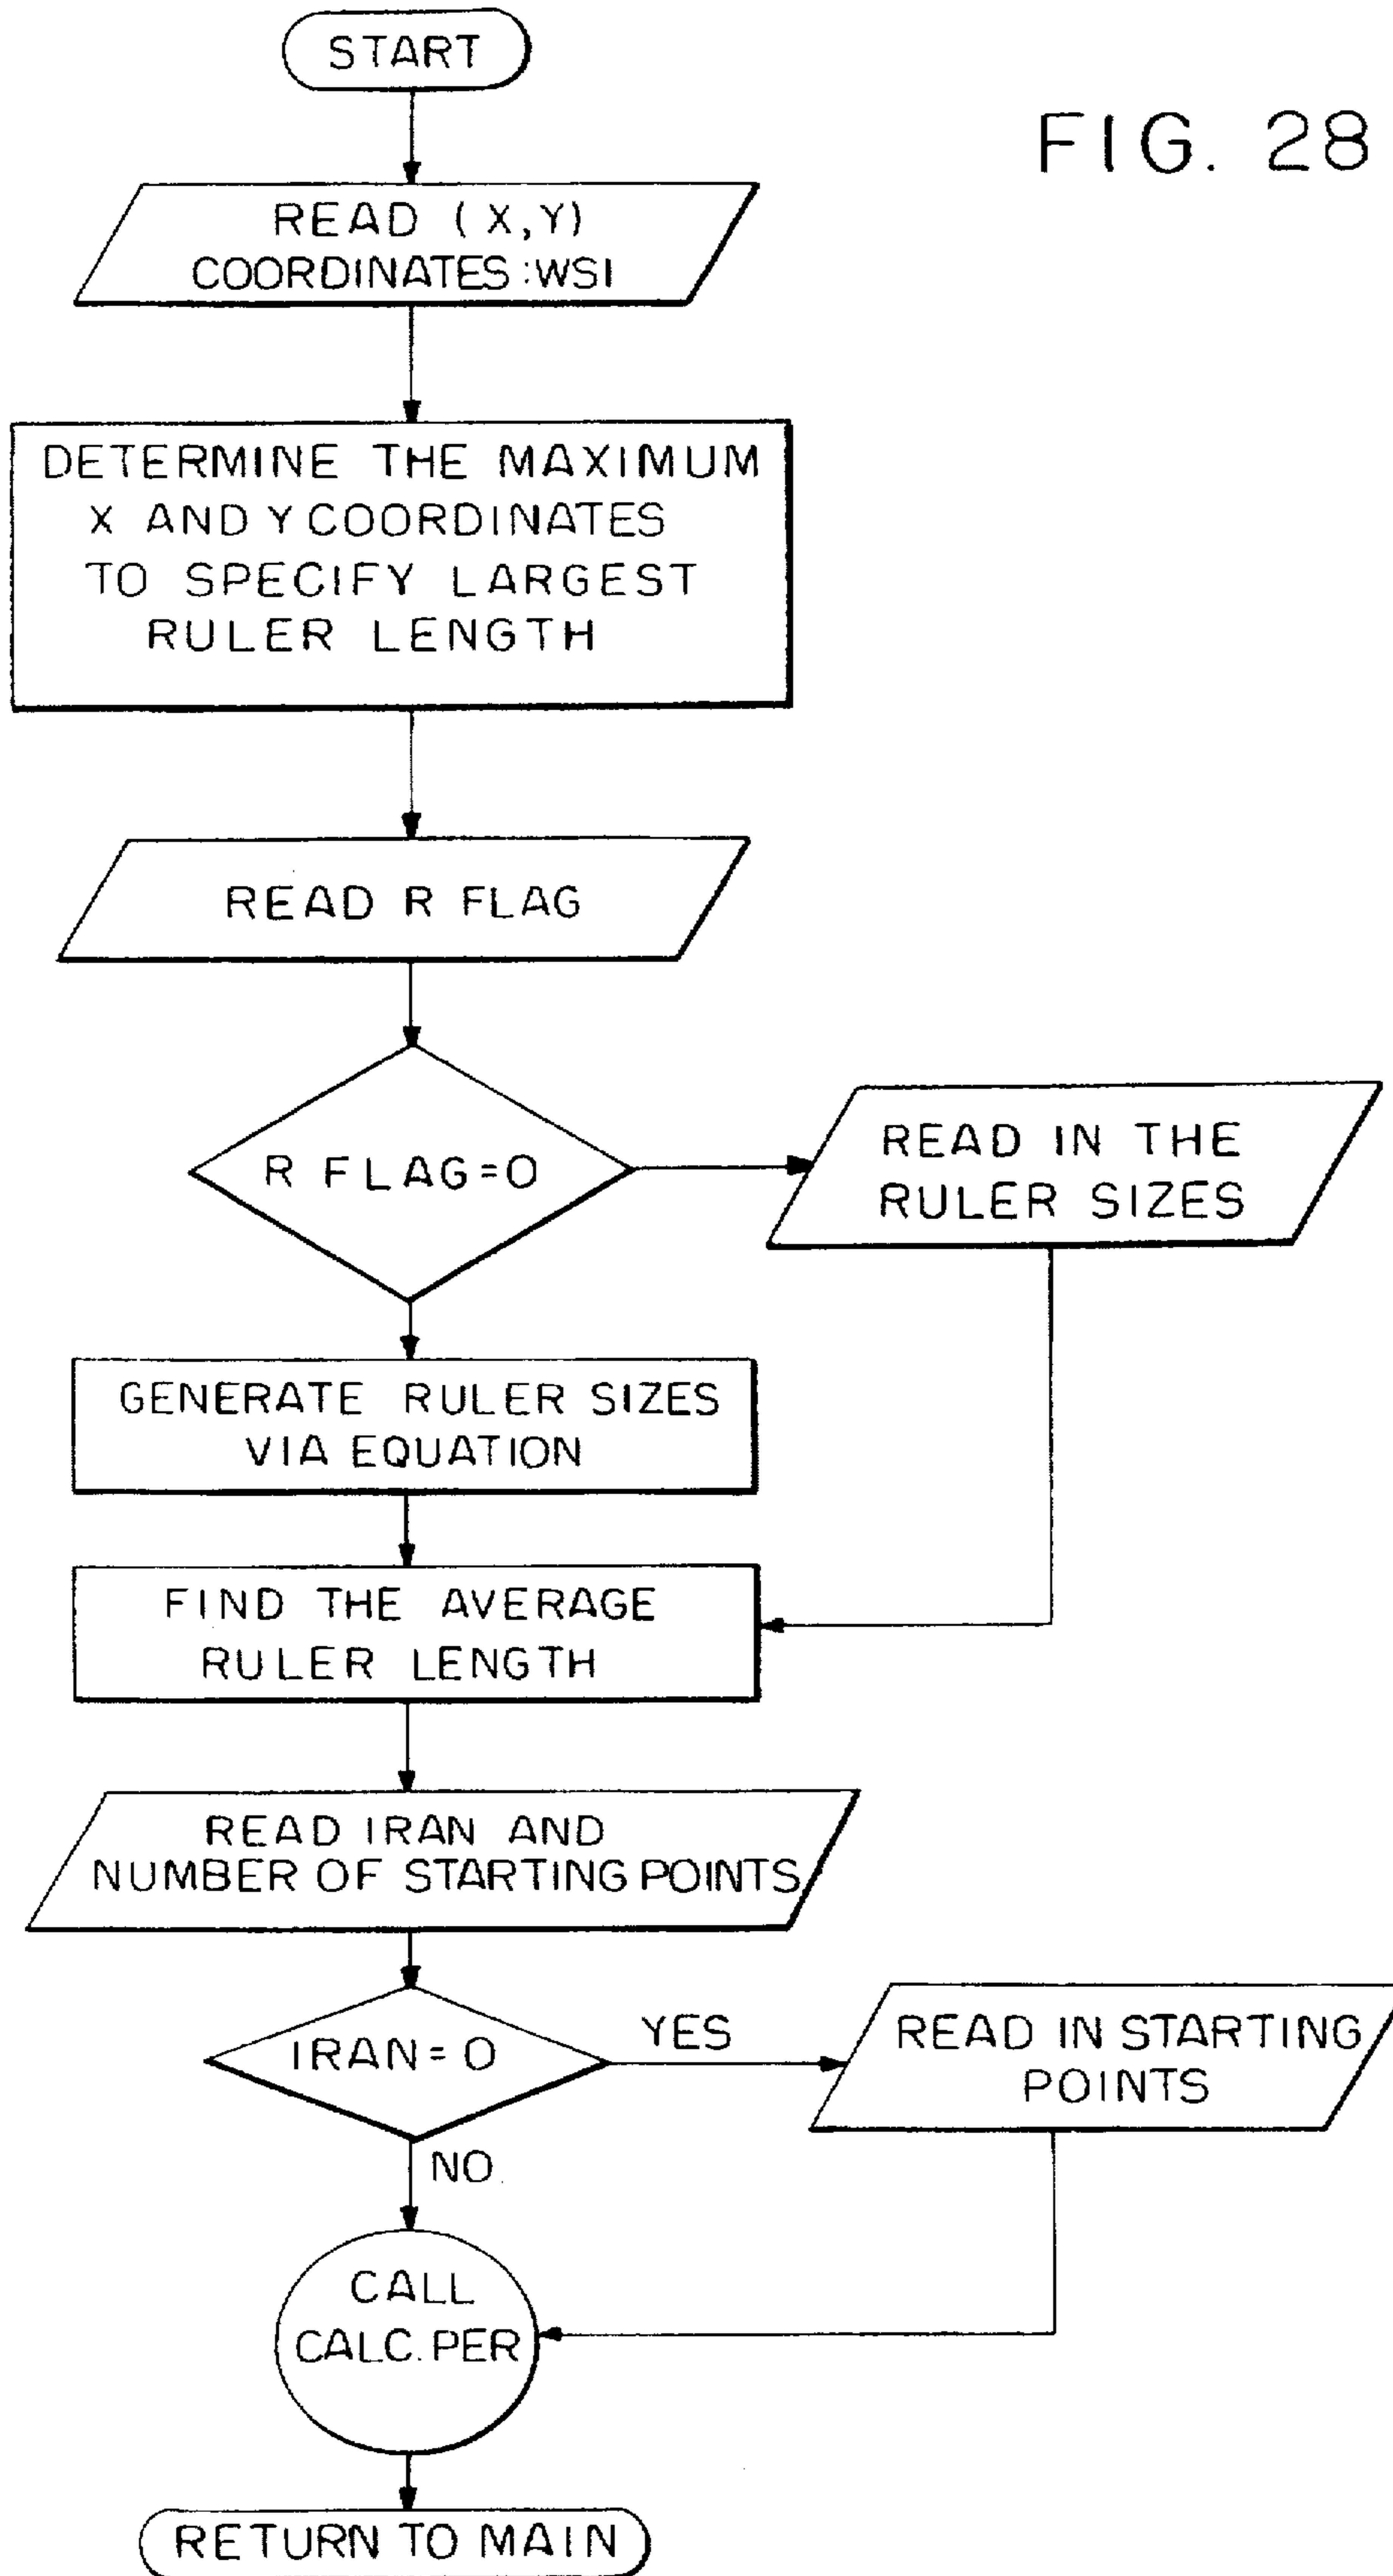 START
FIG. 28
READ (X,Y)
COORDINATES:WSI
DETERMINE THE MAXIMUM
X AND Y COORDINATES
TO SPECIFY LARGEST
RULER LENGTH
READ R FLAG
R FLAG=0
READ IN THE
RULER SIZES
GENERATE RULER SIZES
VIA EQUATION
FIND THE AVERAGE
RULER LENGTH
READ IRAN AND
NUMBER OF STARTING POINTS
IRAN=0
YES
READ IN STARTING
POINTS
NO
CALL
CALC.PER
RETURN TO MAIN